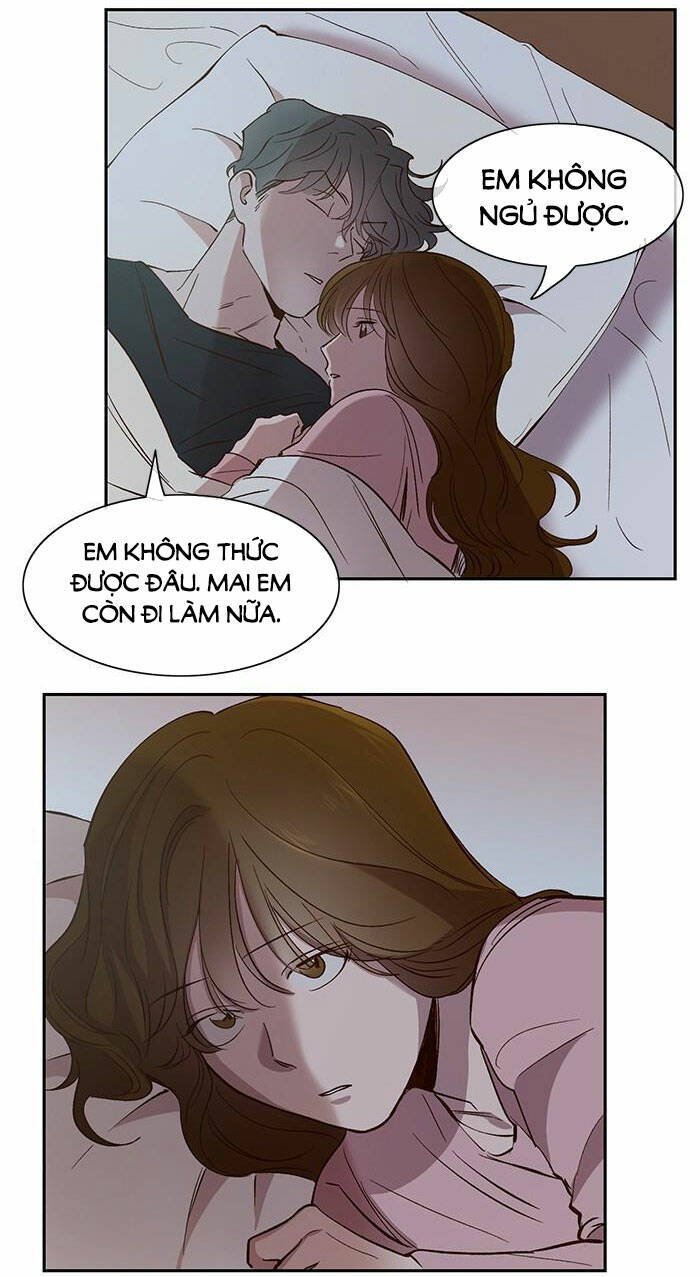 EM KHÔNG
NGỦ ĐƯỢC.
EM KHÔNG THỨC
ĐƯỢC ĐÂU. MAI EM
CÒN ĐI LÀM NỮA.